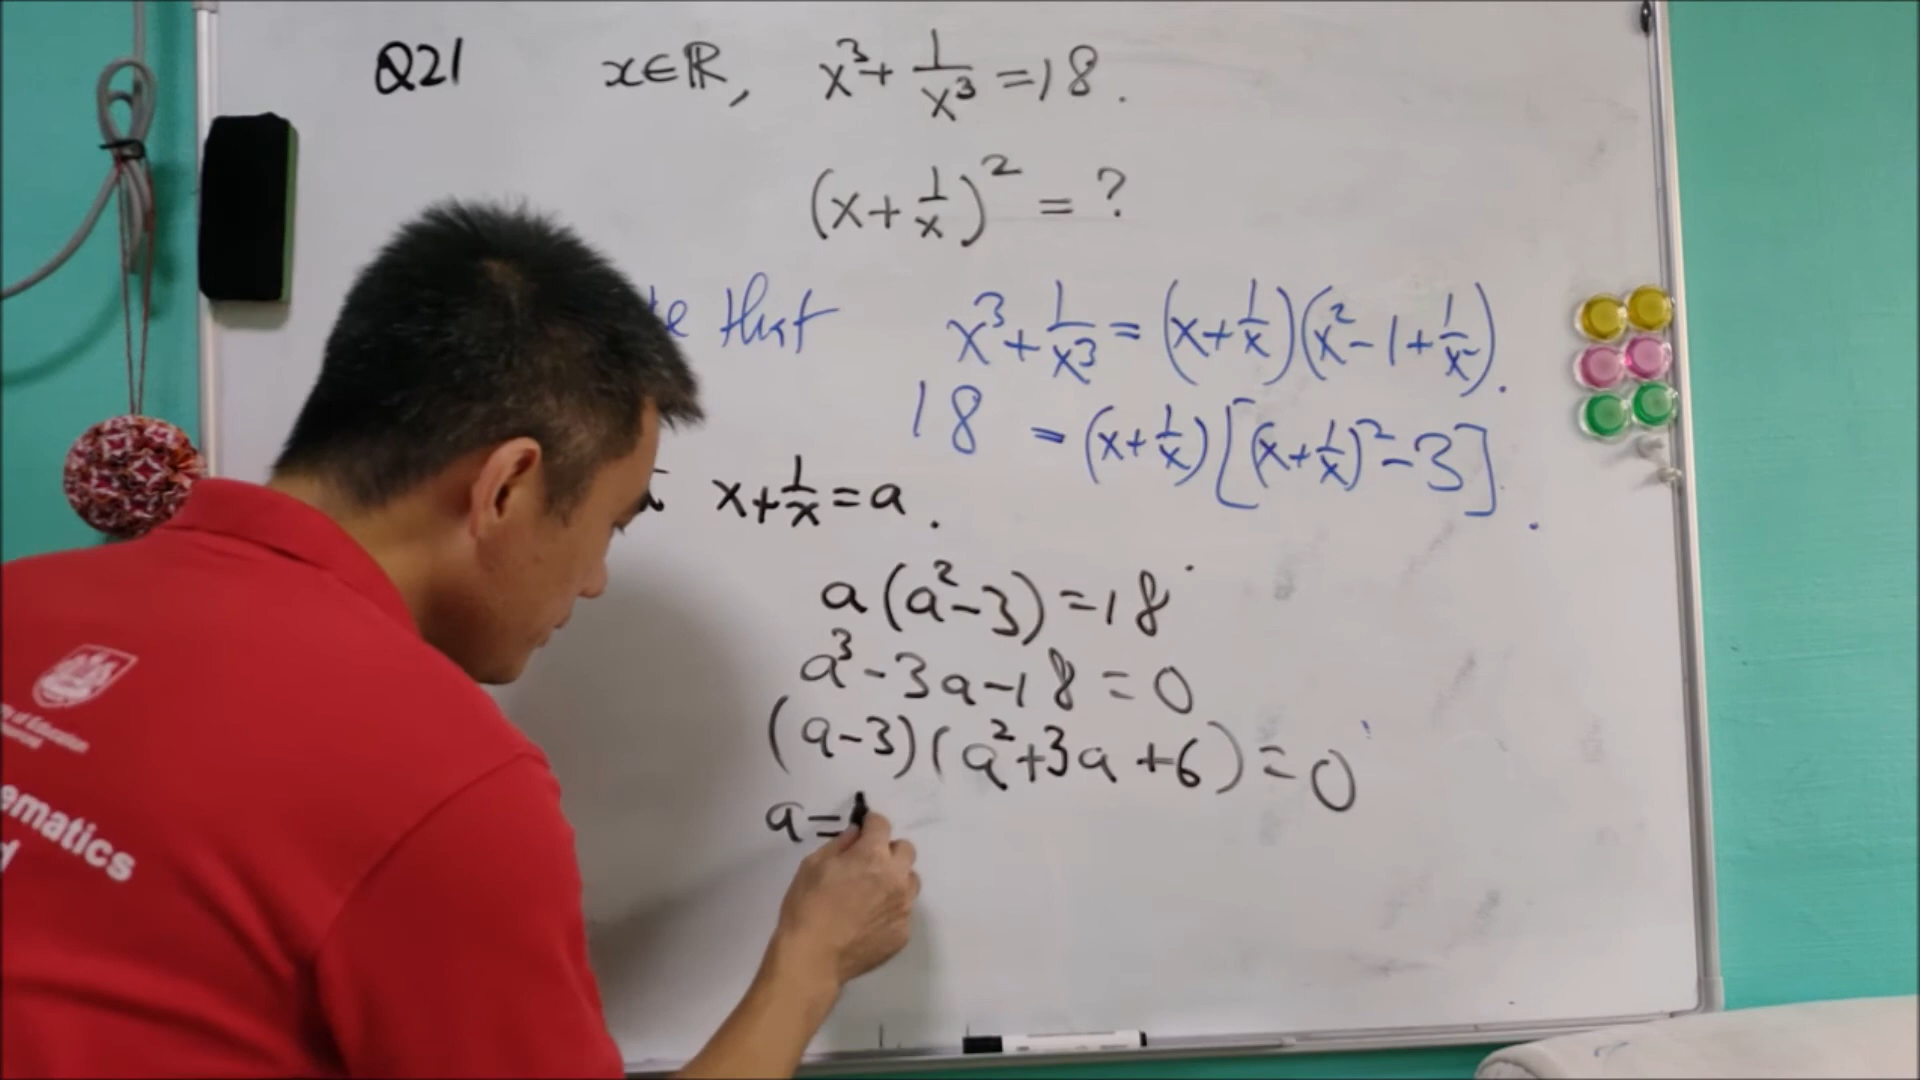 Q21 x∈ℝ, x³+1/x³=18.
(x+1/x)²=?
that x³+1/x³=(x+1/x)(x²-1+1/x²).
18 =(x+1/x)[(x+1/x)²-3].
x+1/x=a.
a(a²-3)=18
a³-3a-18=0
(a-3)(a²+3a+6)=0
a=